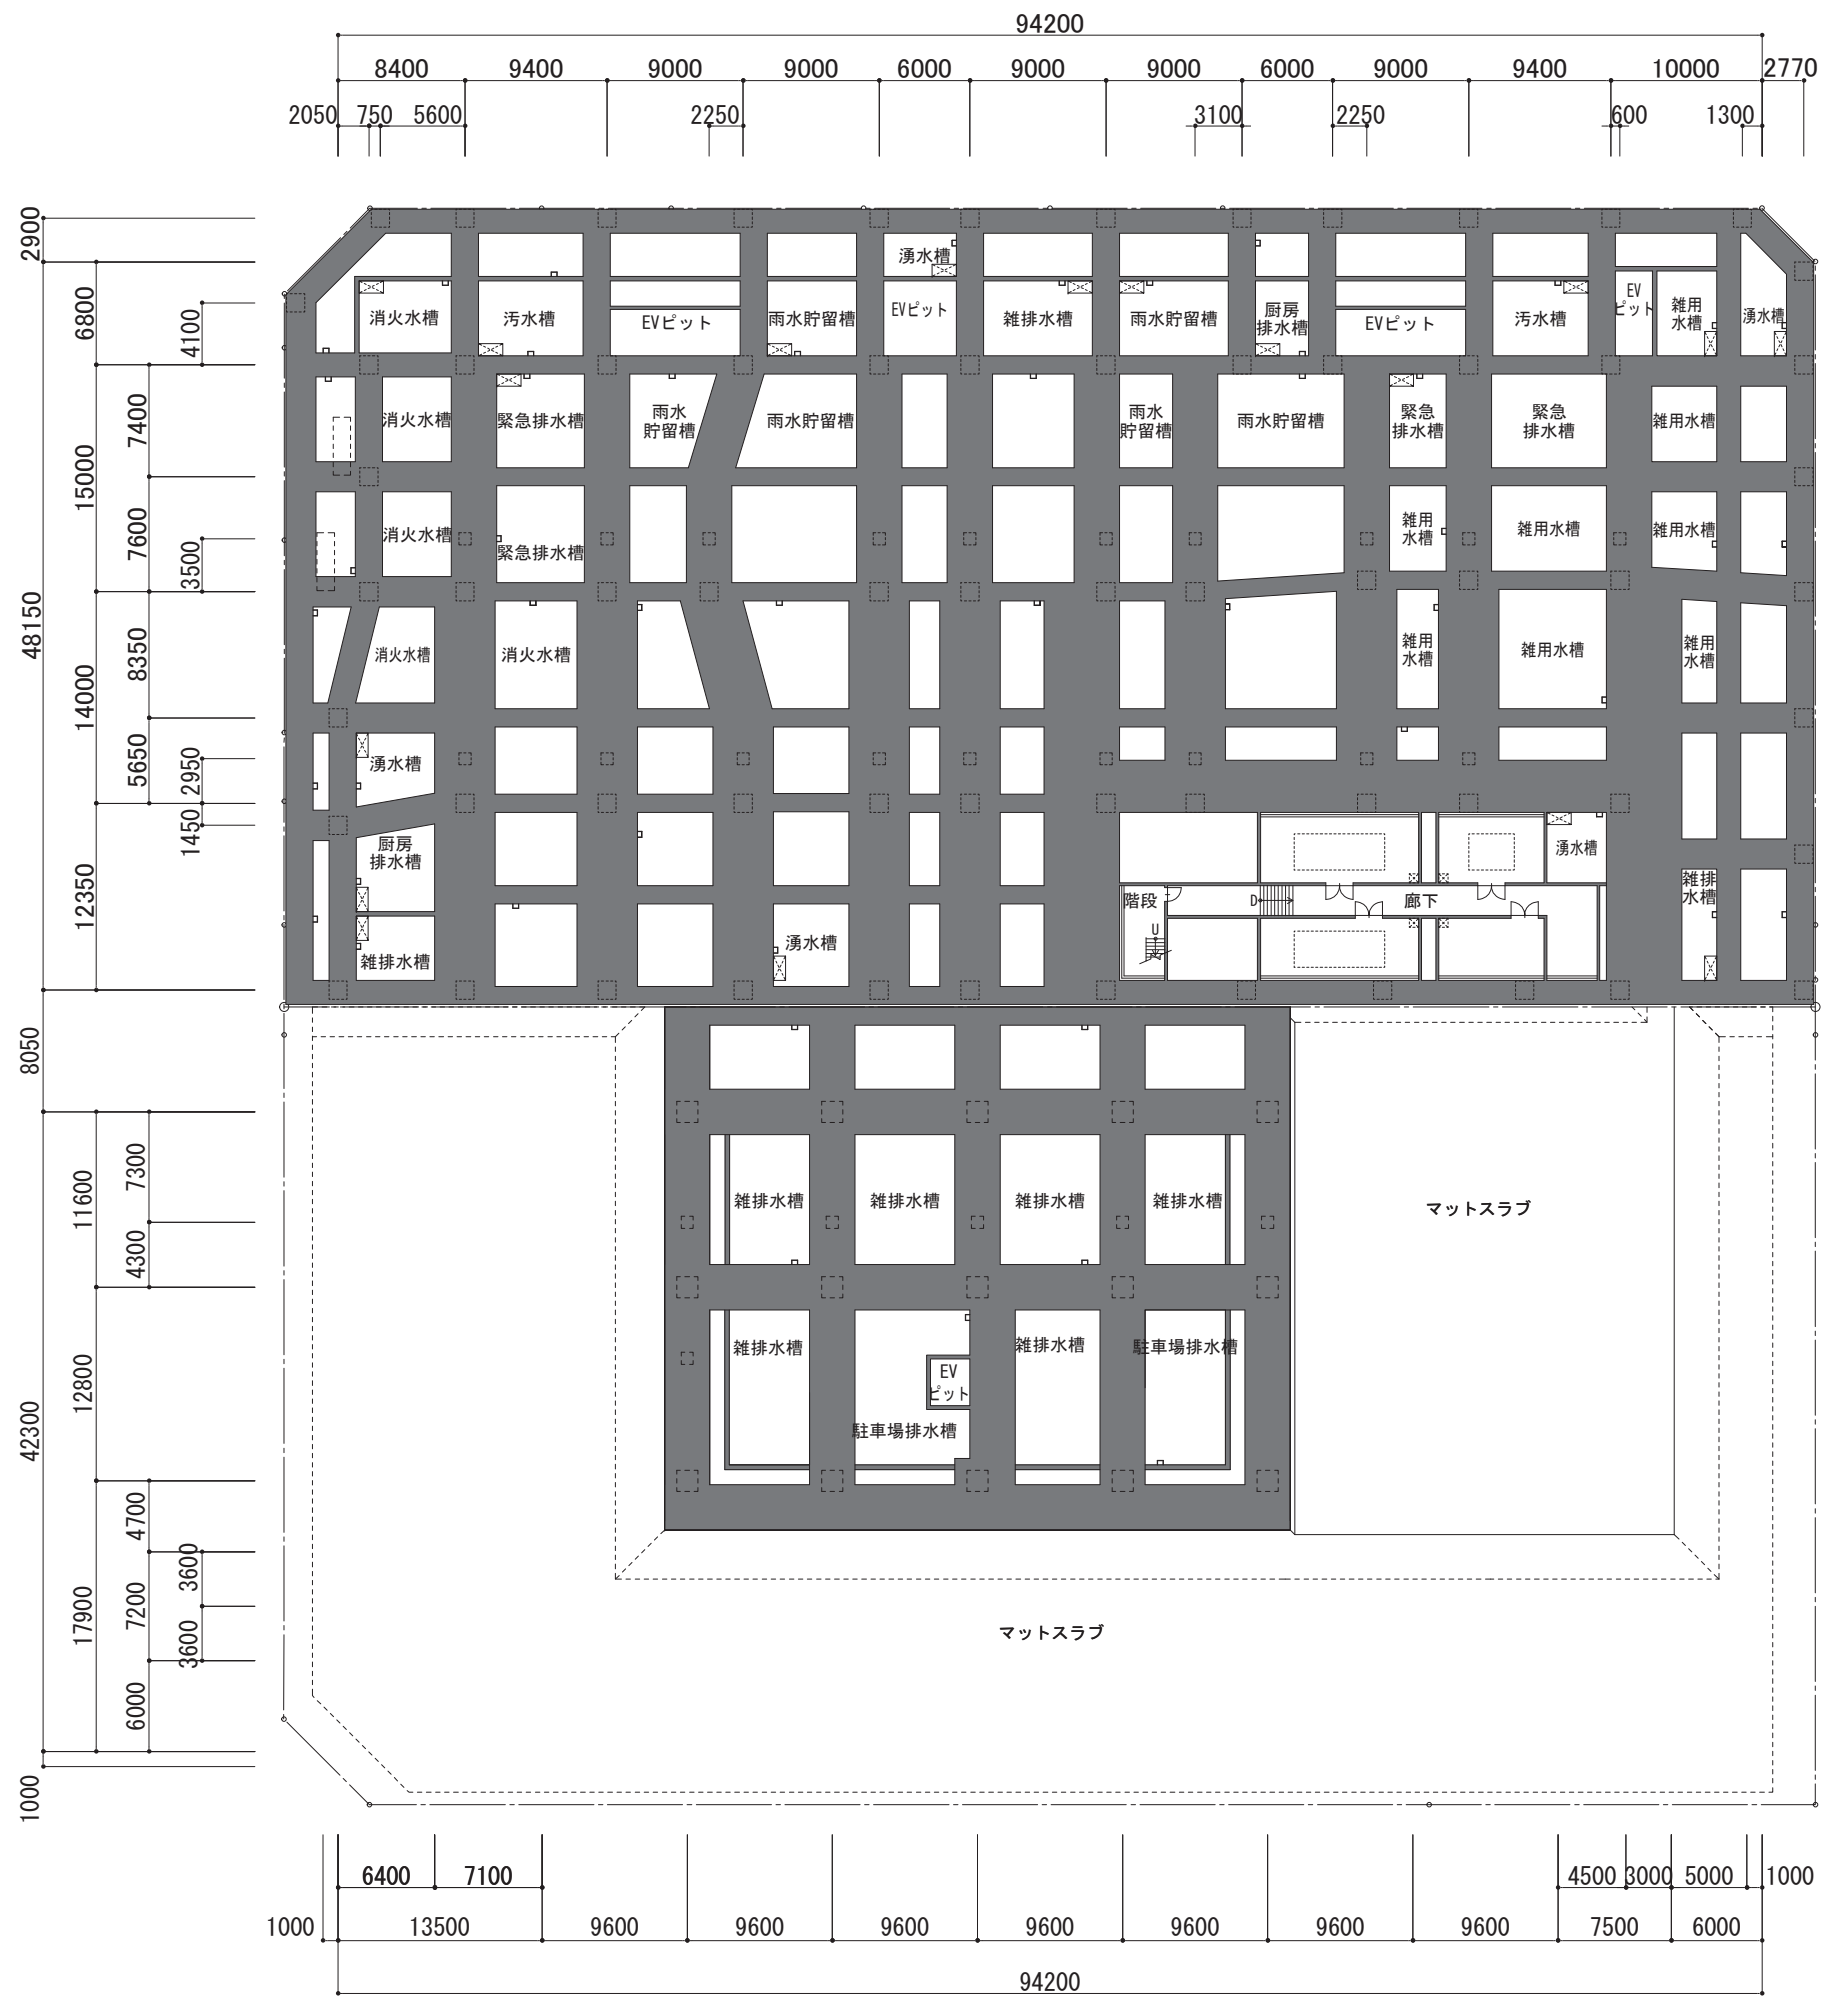 94200
8400 9400 9000 9000 6000 9000 9000 6000 9000 9400 10000 2770
2050 750 5600 2250 3100 2250 600 1300
2900
6800
4100
48150
15000
7400
7600
3500
14000
8350
5650
2950
1450
12350
8050
42300
11600
7300
4300
12800
17900
4700
7200
3600
3600
6000
1000
湧水槽
消火水槽 汚水槽 EVピット 雨水貯留槽 EVピット 雑排水槽 雨水貯留槽
厨房
排水槽
EVピット 汚水槽
EV
ピット
雑用
水槽
湧水槽
消火水槽 緊急排水槽
雨水
貯留槽
雨水貯留槽
雨水
貯留槽
雨水貯留槽
緊急
排水槽
緊急
排水槽
雑用水槽
消火水槽 緊急排水槽
雑用
水槽
雑用水槽 雑用水槽
消火水槽 消火水槽
雑用
水槽
雑用水槽
雑用
水槽
湧水槽
厨房
排水槽
湧水槽
雑排水槽 湧水槽
階段 D 廊下
U
雑排
水槽
雑排水槽 雑排水槽 雑排水槽 雑排水槽
マットスラブ
雑排水槽 雑排水槽 駐車場排水槽
EV
ピット
駐車場排水槽
マットスラブ
6400 7100 4500 3000 5000 1000
1000 13500 9600 9600 9600 9600 9600 9600 9600 7500 6000
94200